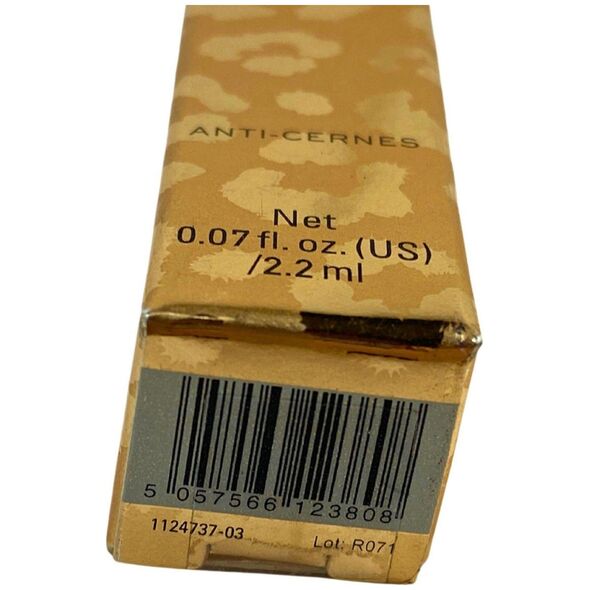 ANTI-CERNES
Net
0.07 fl. oz. (US)
/2.2 ml
5 057566 123808
1124737-03
Lot: R071